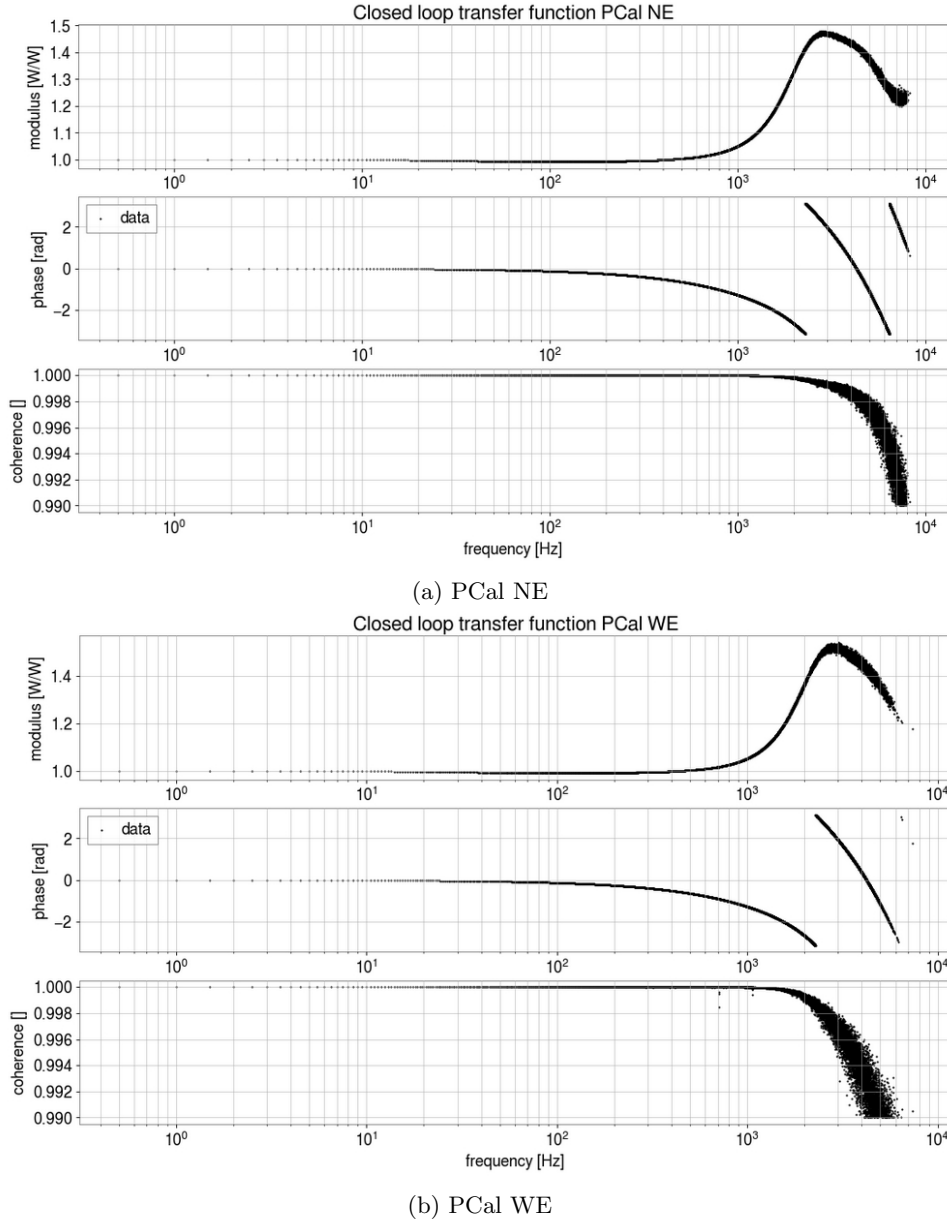 Closed loop transfer function PCal NE
1.5
1.4
1.3
1.2
1.1
1.0
modulus [W/W]
10⁰ 10¹ 10² 10³ 10⁴
data
2
0
−2
phase [rad]
10⁰ 10¹ 10² 10³ 10⁴
1.000
0.998
0.996
0.994
0.992
0.990
coherence []
10⁰ 10¹ 10² 10³ 10⁴
frequency [Hz]
(a) PCal NE
Closed loop transfer function PCal WE
1.4
1.2
1.0
modulus [W/W]
10⁰ 10¹ 10² 10³ 10⁴
data
2
0
−2
phase [rad]
10⁰ 10¹ 10² 10³ 10⁴
1.000
0.998
0.996
0.994
0.992
0.990
coherence []
10⁰ 10¹ 10² 10³ 10⁴
frequency [Hz]
(b) PCal WE